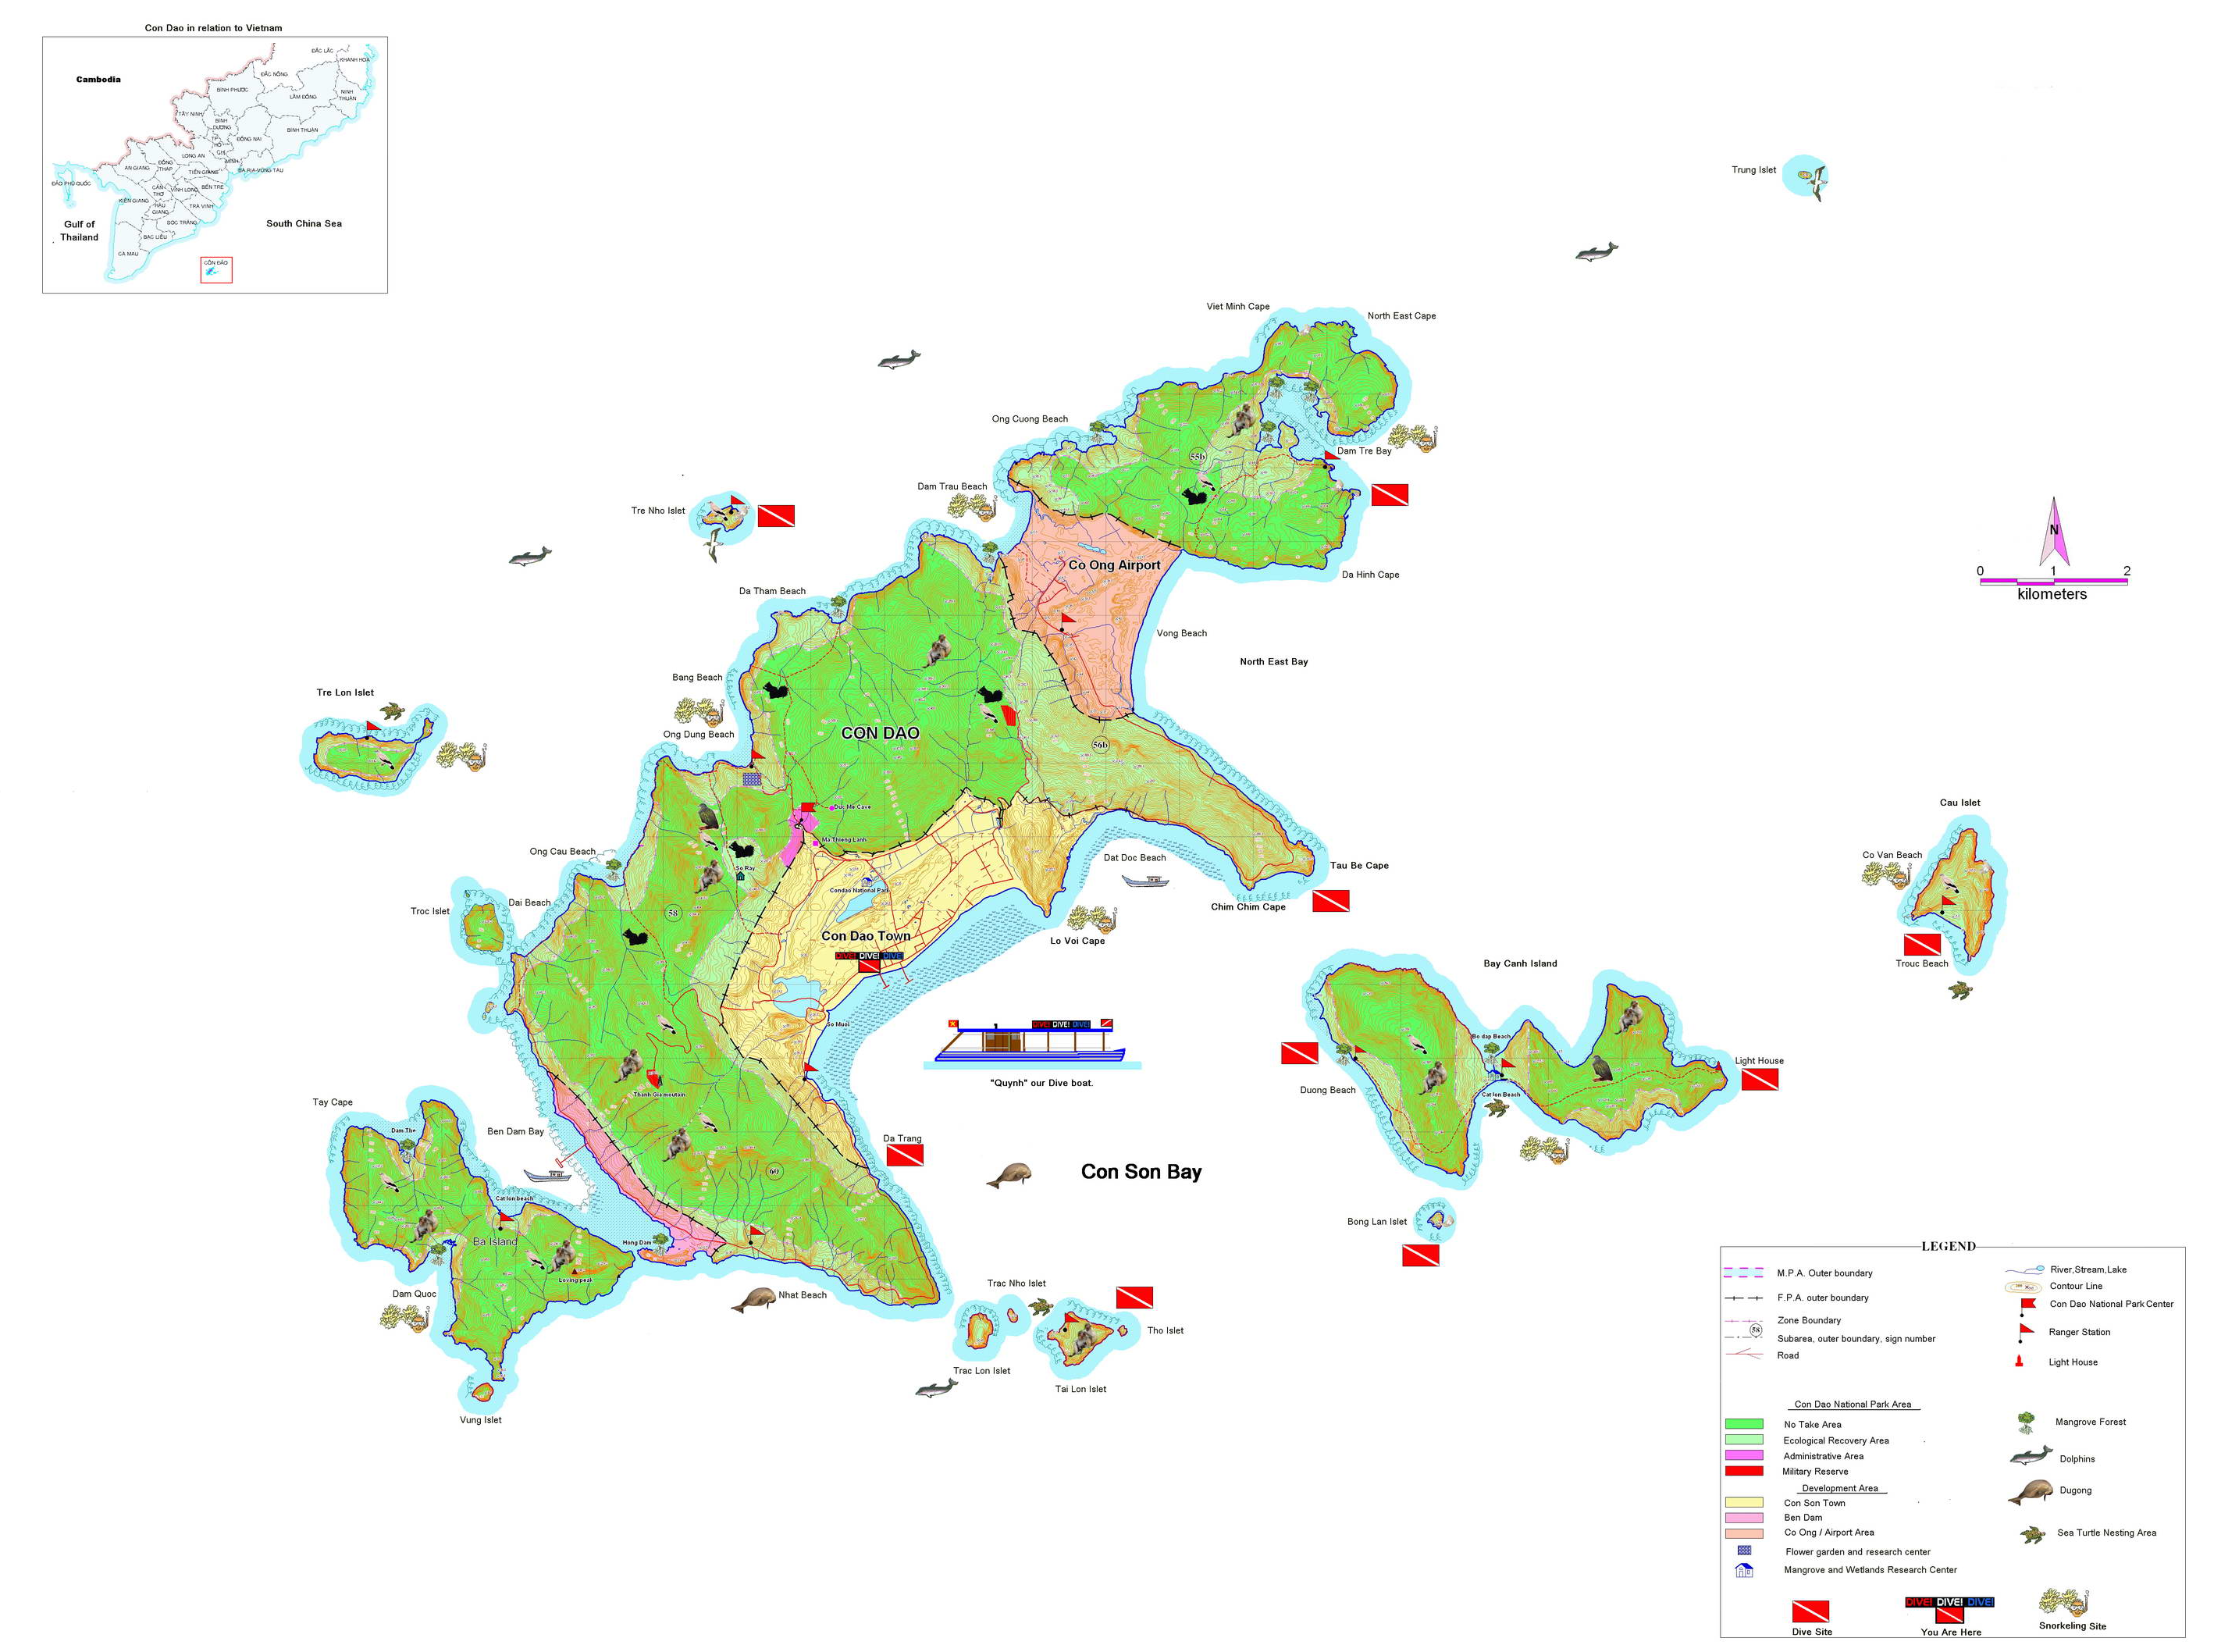 Con Dao in relation to Vietnam
Cambodia
ĐẮC LẮC
KHÁNH HÒA
ĐẮC NÔNG
BÌNH PHƯỚC
LÂM ĐỒNG
NINH
THUẬN
TÂY NINH
BÌNH
DƯƠNG
ĐỒNG NAI
BÌNH THUẬN
TP
HỒ
CHÍ
MINH
LONG AN
ĐỒNG
THÁP
AN GIANG
TIỀN GIANG
BÀ RỊA-VŨNG TÀU
ĐẢO PHÚ QUỐC
CẦN
THƠ
VĨNH LONG
BẾN TRE
KIÊN GIANG
HẬU
GIANG
TRÀ VINH
SÓC TRĂNG
BẠC LIÊU
CÀ MAU
Gulf of
Thailand
South China Sea
CÔN ĐẢO
Trung Islet
Viet Minh Cape
North East Cape
Ong Cuong Beach
Dam Tre Bay
55b
Dam Trau Beach
Tre Nho Islet
Co Ong Airport
Da Hinh Cape
N
0 1 2
kilometers
Da Tham Beach
Vong Beach
North East Bay
Bang Beach
Tre Lon Islet
Ong Dung Beach
CON DAO
56b
Cau Islet
Duc Me Cave
Ma Thieng Lanh
Ong Cau Beach
Dat Doc Beach
Tau Be Cape
Co Van Beach
So Ray
Condao National Park
Dai Beach
Troc Islet
58
Chim Chim Cape
Con Dao Town
Lo Voi Cape
DIVE! DIVE! DIVE!
Bay Canh Island
Trouc Beach
So Muoi
DIVE! DIVE! DIVE!
Bo dap Beach
Light House
"Quynh" our Dive boat.
Duong Beach
Cat lon Beach
Thanh Gia moutain
Tay Cape
Dam The
Ben Dam Bay
Da Trang
60
Con Son Bay
Cat lon beach
Bong Lan Islet
Ba Island
Hong Dam
Loving peak
Dam Quoc
Nhat Beach
Trac Nho Islet
Tho Islet
Trac Lon Islet
Tai Lon Islet
Vung Islet
LEGEND
M.P.A. Outer boundary
F.P.A. outer boundary
Zone Boundary
58
Subarea, outer boundary, sign number
Road
River,Stream,Lake
Contour Line
Con Dao National Park Center
Ranger Station
Light House
Con Dao National Park Area
No Take Area
Ecological Recovery Area
Administrative Area
Military Reserve
Development Area
Con Son Town
Ben Dam
Co Ong / Airport Area
Flower garden and research center
Mangrove and Wetlands Research Center
Mangrove Forest
Dolphins
Dugong
Sea Turtle Nesting Area
Dive Site
DIVE! DIVE! DIVE!
You Are Here
Snorkeling Site